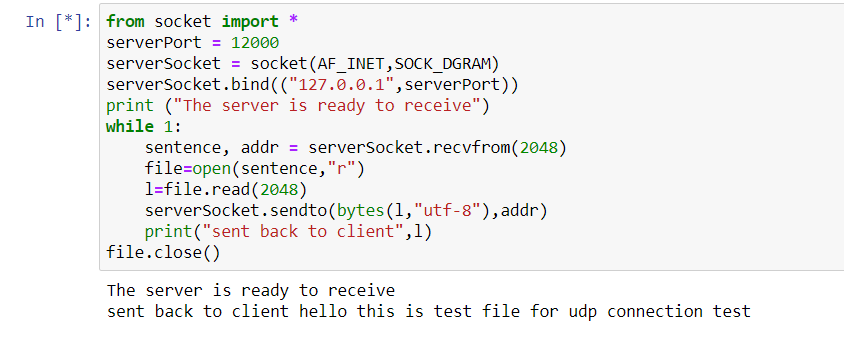 In [*]: from socket import *
serverPort = 12000
serverSocket = socket(AF_INET,SOCK_DGRAM)
serverSocket.bind(("127.0.0.1",serverPort))
print ("The server is ready to receive")
while 1:
    sentence, addr = serverSocket.recvfrom(2048)
    file=open(sentence,"r")
    l=file.read(2048)
    serverSocket.sendto(bytes(l,"utf-8"),addr)
    print("sent back to client",l)
file.close()
The server is ready to receive
sent back to client hello this is test file for udp connection test